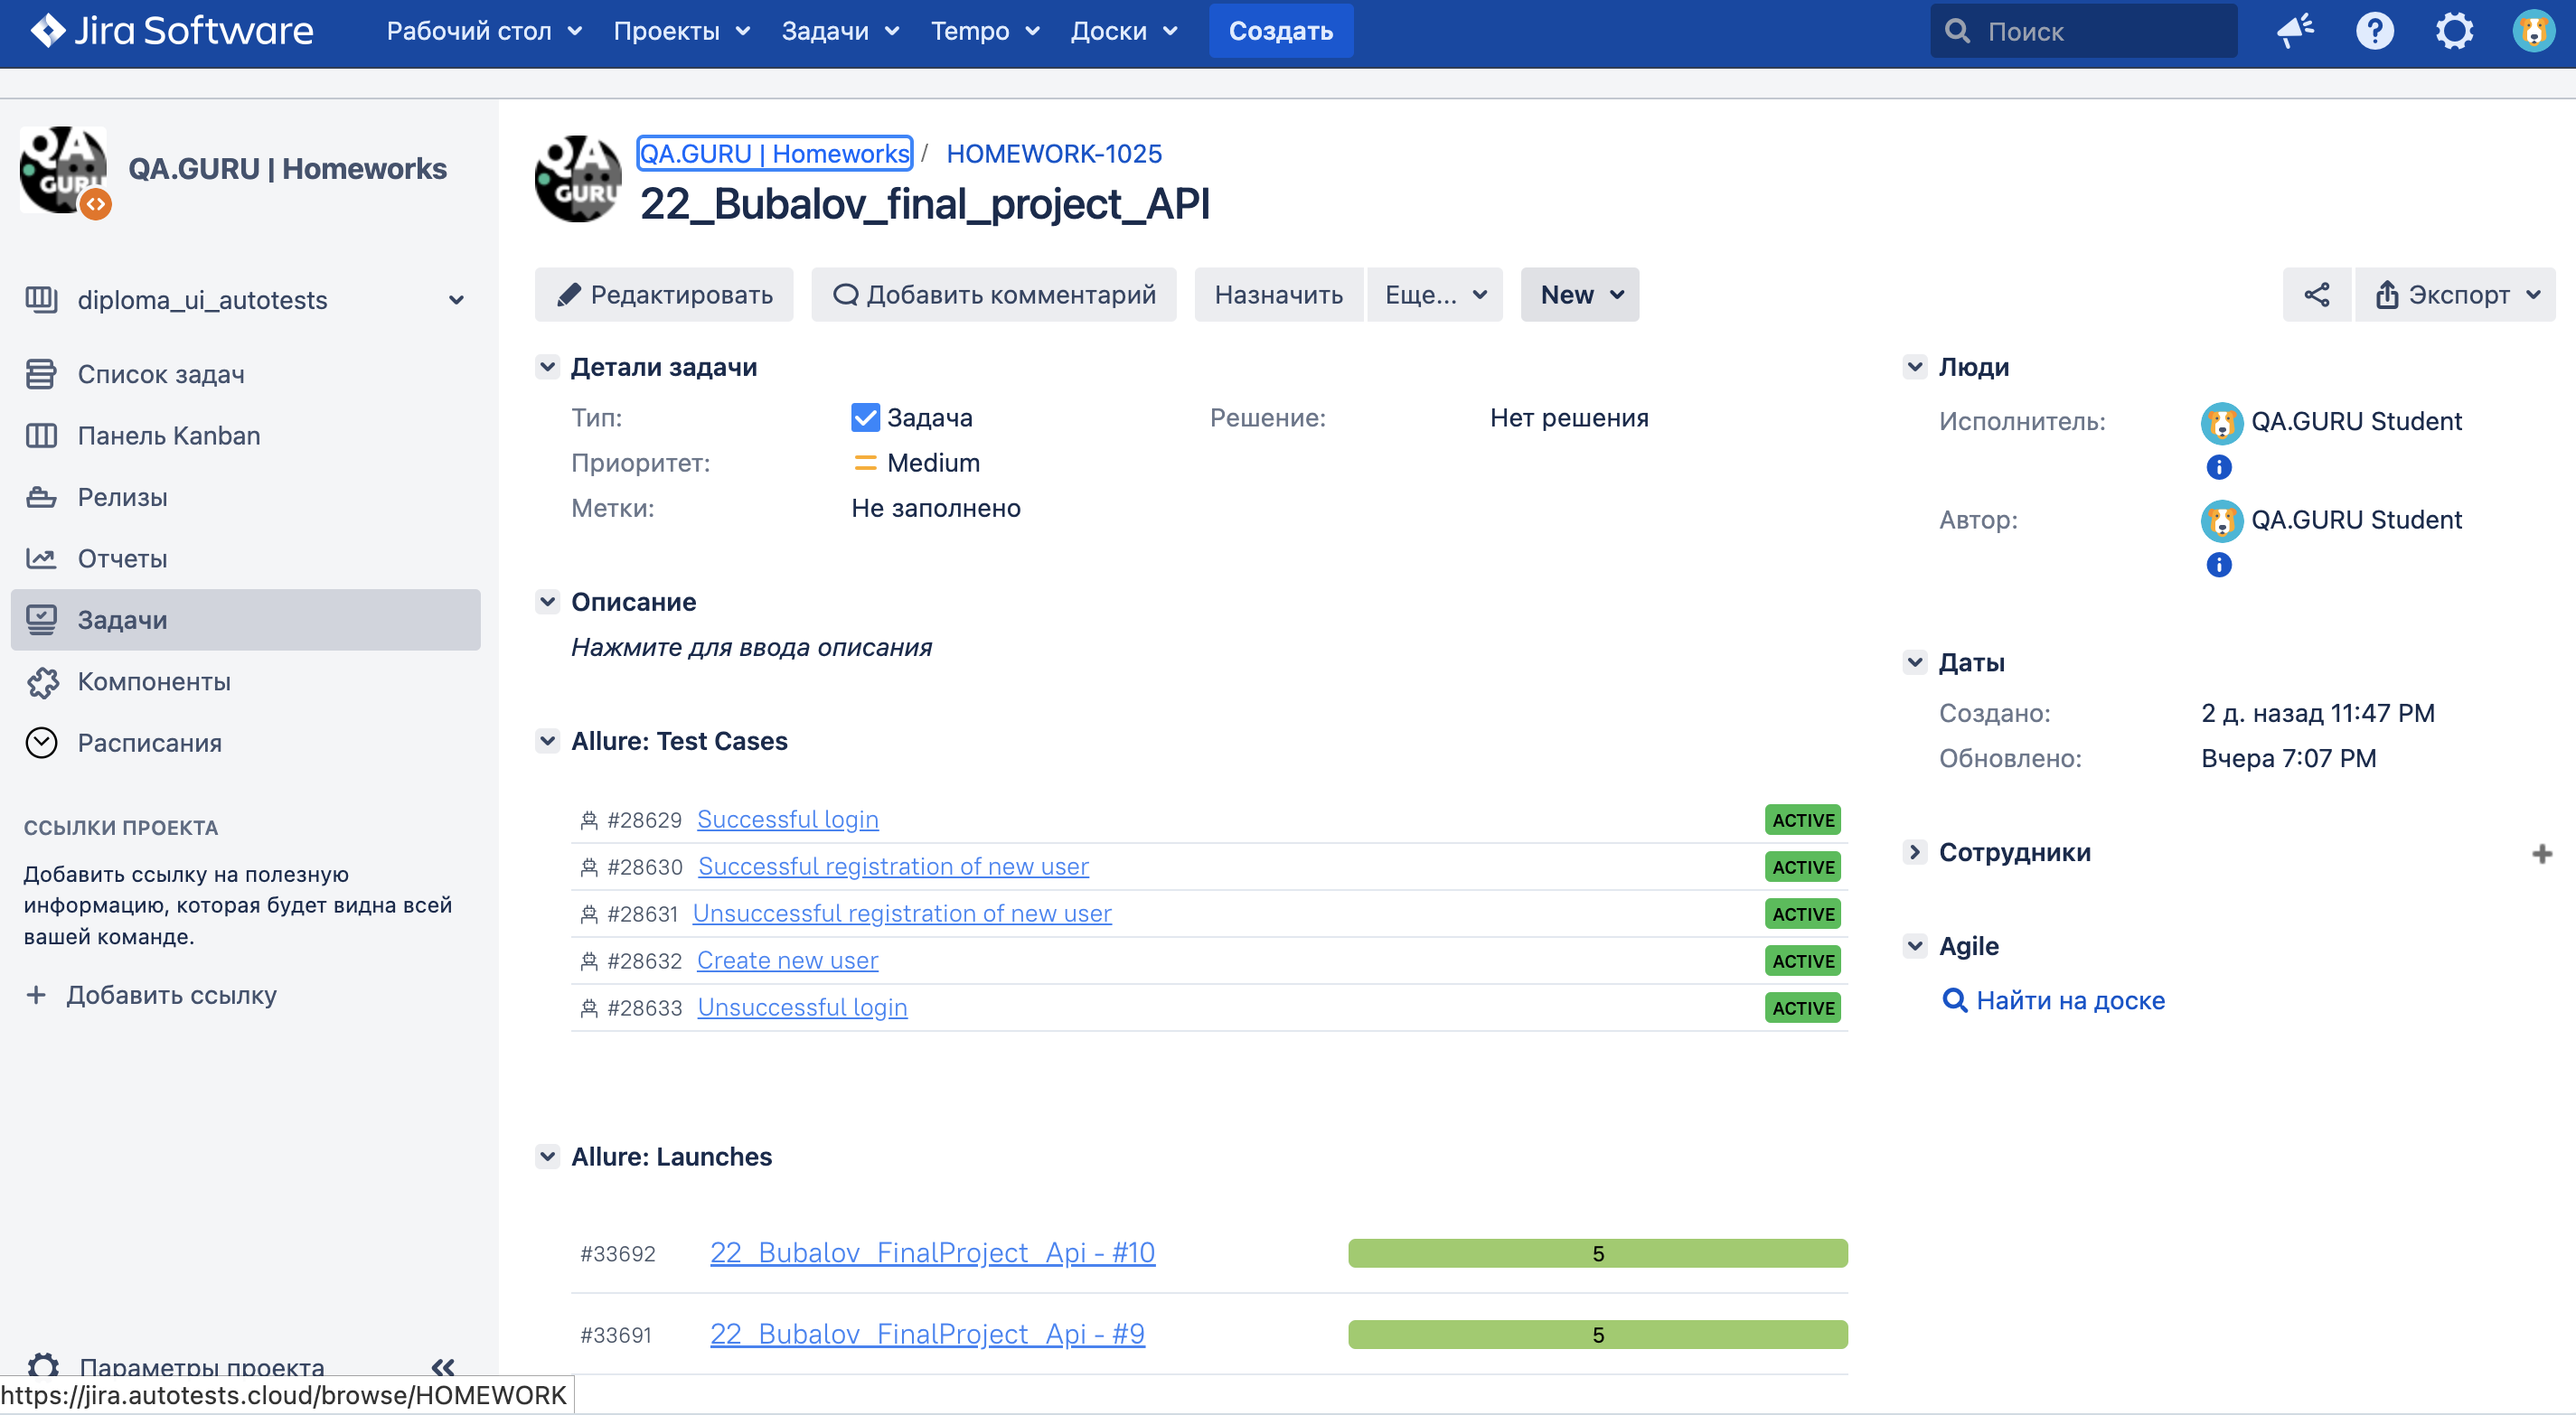 Jira Software
Рабочий стол
Проекты
Задачи
Tempo
Доски
Создать
Поиск
QA GURU
QA.GURU | Homeworks
diploma_ui_autotests
Список задач
Панель Kanban
Релизы
Отчеты
Задачи
Компоненты
Расписания
ССЫЛКИ ПРОЕКТА
Добавить ссылку на полезную
информацию, которая будет видна всей
вашей команде.
+ Добавить ссылку
Параметры проекта
https://jira.autotests.cloud/browse/HOMEWORK
QA GURU
QA.GURU | Homeworks / HOMEWORK-1025
22_Bubalov_final_project_API
Редактировать
Добавить комментарий
Назначить
Еще...
New
Экспорт
Детали задачи
Тип: Задача
Решение: Нет решения
Приоритет: Medium
Метки: Не заполнено
Описание
Нажмите для ввода описания
Allure: Test Cases
#28629 Successful login ACTIVE
#28630 Successful registration of new user ACTIVE
#28631 Unsuccessful registration of new user ACTIVE
#28632 Create new user ACTIVE
#28633 Unsuccessful login ACTIVE
Allure: Launches
#33692 22_Bubalov_FinalProject_Api - #10 5
#33691 22_Bubalov_FinalProject_Api - #9 5
Люди
Исполнитель: QA.GURU Student
Автор: QA.GURU Student
Даты
Создано: 2 д. назад 11:47 PM
Обновлено: Вчера 7:07 PM
Сотрудники
Agile
Найти на доске